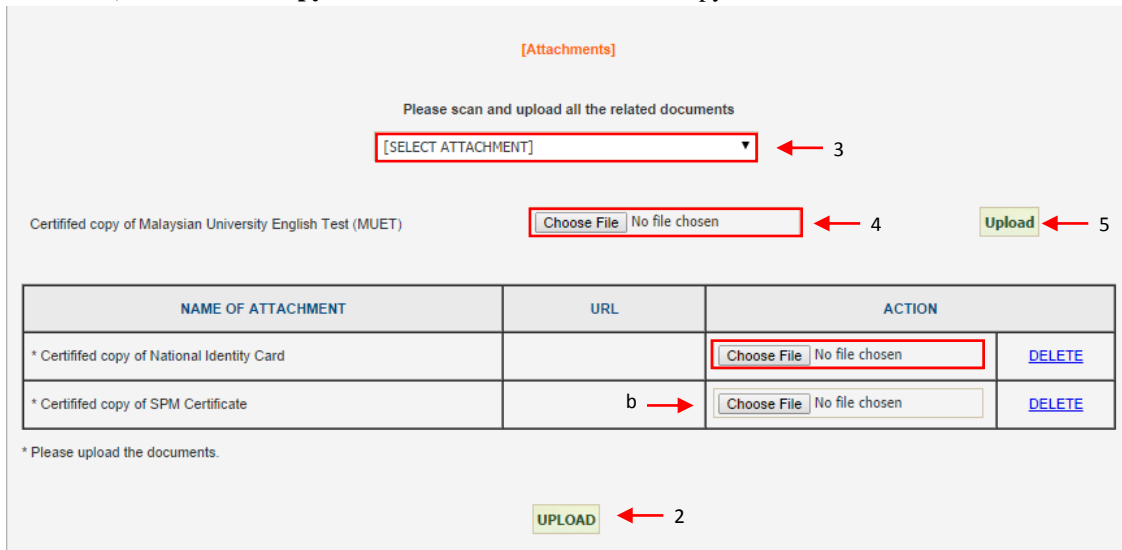 [Attachments]
Please scan and upload all the related documents
[SELECT ATTACHMENT] ▼ 3
Certififed copy of Malaysian University English Test (MUET) Choose File No file chosen 4 Upload 5
NAME OF ATTACHMENT URL ACTION
* Certififed copy of National Identity Card Choose File No file chosen DELETE
* Certififed copy of SPM Certificate b Choose File No file chosen DELETE
* Please upload the documents.
UPLOAD 2